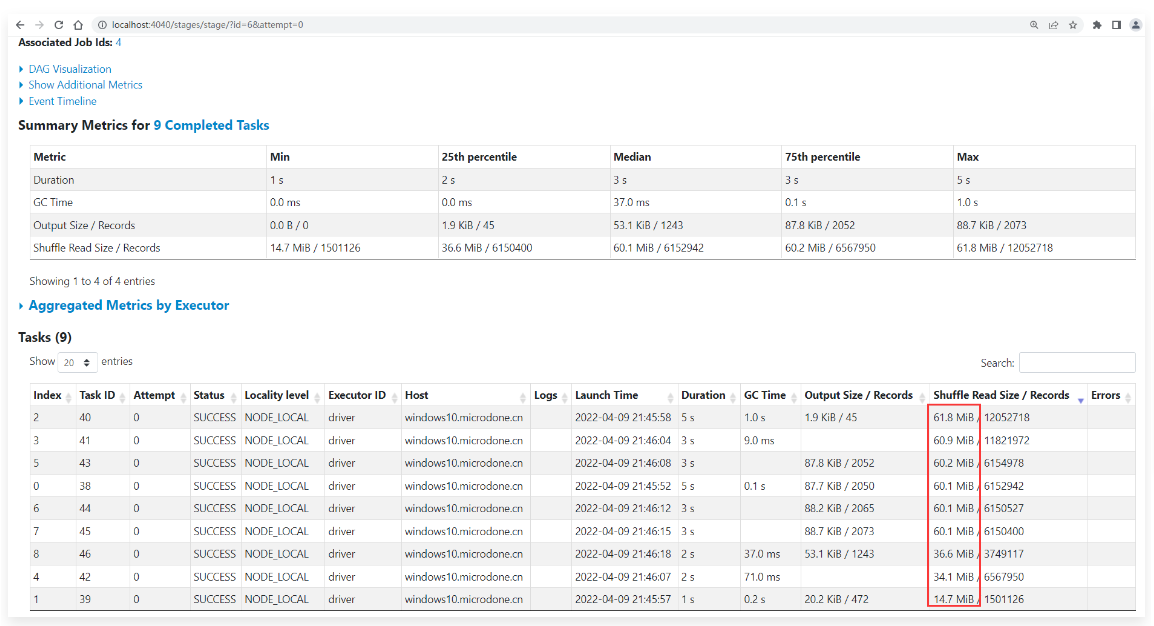 localhost:4040/stages/stage/?id=6&attempt=0
Associated Job Ids: 4
DAG Visualization
Show Additional Metrics
Event Timeline
Summary Metrics for 9 Completed Tasks
Metric Min 25th percentile Median 75th percentile Max
Duration 1 s 2 s 3 s 3 s 5 s
GC Time 0.0 ms 0.0 ms 37.0 ms 0.1 s 1.0 s
Output Size / Records 0.0 B / 0 1.9 KiB / 45 53.1 KiB / 1243 87.8 KiB / 2052 88.7 KiB / 2073
Shuffle Read Size / Records 14.7 MiB / 1501126 36.6 MiB / 6150400 60.1 MiB / 6152942 60.2 MiB / 6567950 61.8 MiB / 12052718
Showing 1 to 4 of 4 entries
Aggregated Metrics by Executor
Tasks (9)
Show 20 entries Search:
Index Task ID Attempt Status Locality level Executor ID Host Logs Launch Time Duration GC Time Output Size / Records Shuffle Read Size / Records Errors
2 40 0 SUCCESS NODE_LOCAL driver windows10.microdone.cn 2022-04-09 21:45:58 5 s 1.0 s 1.9 KiB / 45 61.8 MiB / 12052718
3 41 0 SUCCESS NODE_LOCAL driver windows10.microdone.cn 2022-04-09 21:46:04 3 s 9.0 ms 60.9 MiB / 11821972
5 43 0 SUCCESS NODE_LOCAL driver windows10.microdone.cn 2022-04-09 21:46:08 3 s 87.8 KiB / 2052 60.2 MiB / 6154978
0 38 0 SUCCESS NODE_LOCAL driver windows10.microdone.cn 2022-04-09 21:45:52 5 s 0.1 s 87.7 KiB / 2050 60.1 MiB / 6152942
6 44 0 SUCCESS NODE_LOCAL driver windows10.microdone.cn 2022-04-09 21:46:12 3 s 88.2 KiB / 2065 60.1 MiB / 6150527
7 45 0 SUCCESS NODE_LOCAL driver windows10.microdone.cn 2022-04-09 21:46:15 3 s 88.7 KiB / 2073 60.1 MiB / 6150400
8 46 0 SUCCESS NODE_LOCAL driver windows10.microdone.cn 2022-04-09 21:46:18 2 s 37.0 ms 53.1 KiB / 1243 36.6 MiB / 3749117
4 42 0 SUCCESS NODE_LOCAL driver windows10.microdone.cn 2022-04-09 21:46:07 2 s 71.0 ms 34.1 MiB / 6567950
1 39 0 SUCCESS NODE_LOCAL driver windows10.microdone.cn 2022-04-09 21:45:57 1 s 0.2 s 20.2 KiB / 472 14.7 MiB / 1501126